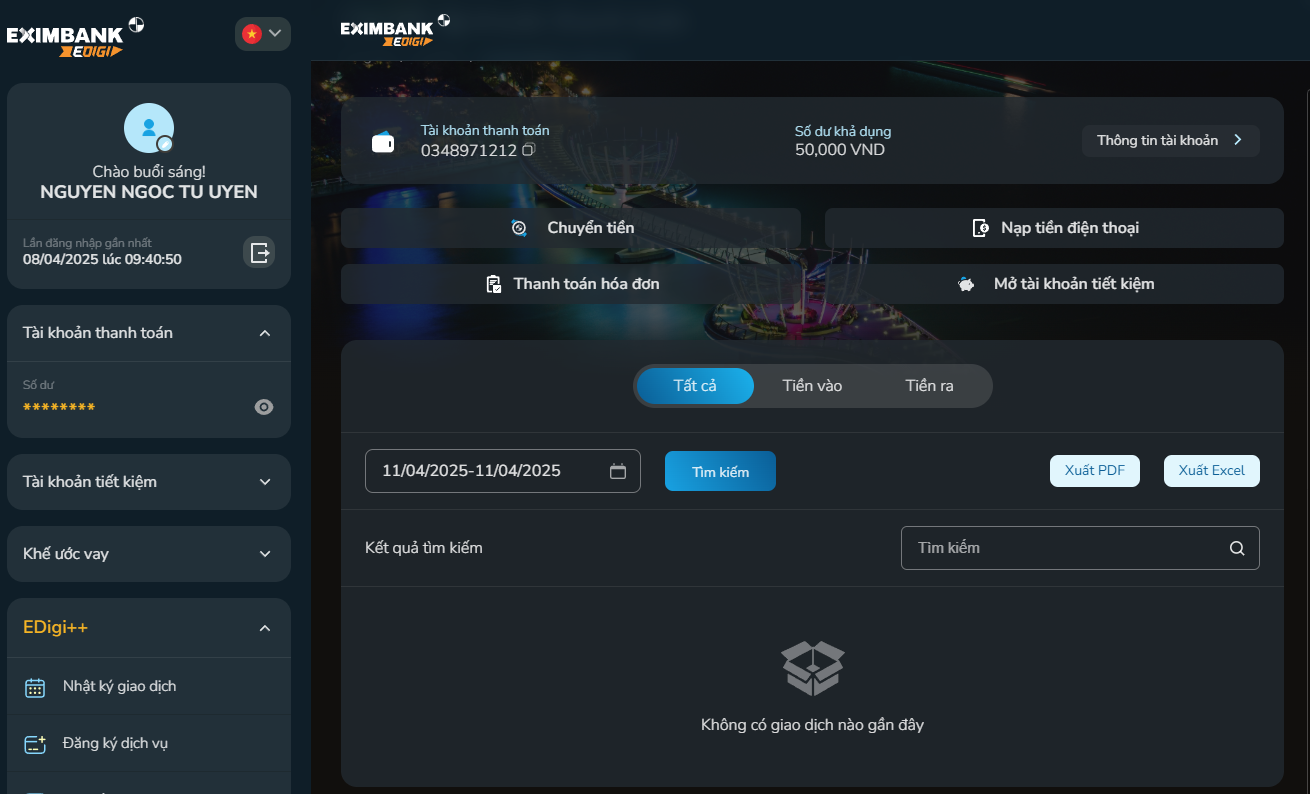 EXIMBANK
EDIGI
Chào buổi sáng!
NGUYEN NGOC TU UYEN
Lần đăng nhập gần nhất
08/04/2025 lúc 09:40:50
Tài khoản thanh toán
Số dư
********
Tài khoản tiết kiệm
Khế ước vay
EDigi++
Nhật ký giao dịch
Đăng ký dịch vụ
EXIMBANK
EDIGI
Tài khoản thanh toán
0348971212
Số dư khả dụng
50,000 VND
Thông tin tài khoản
Chuyển tiền
Nạp tiền điện thoại
Thanh toán hóa đơn
Mở tài khoản tiết kiệm
Tất cả
Tiền vào
Tiền ra
11/04/2025-11/04/2025
Tìm kiếm
Xuất PDF
Xuất Excel
Kết quả tìm kiếm
Tìm kiếm
Không có giao dịch nào gần đây